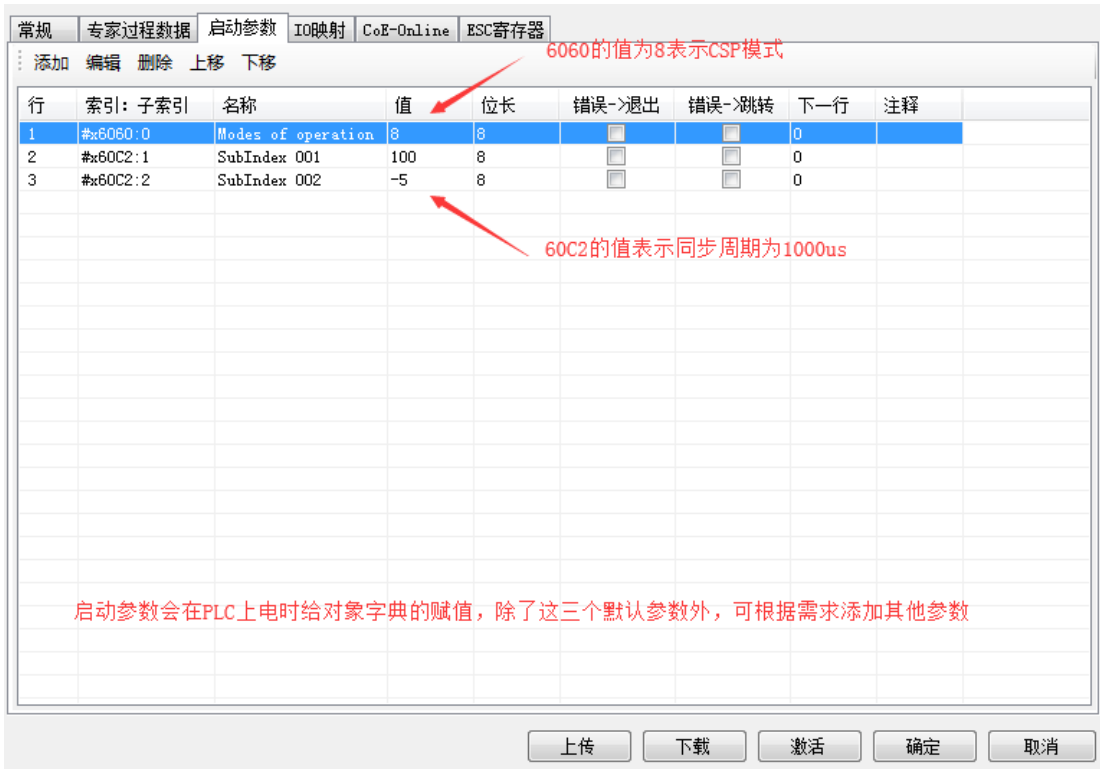 常规 专家过程数据 启动参数 IO映射 CoE-Online ESC寄存器
6060的值为8表示CSP模式
添加 编辑 删除 上移 下移
行 索引: 子索引 名称 值 位长 错误->退出 错误->跳转 下一行 注释
1 #x6060:0 Modes of operation 8 8 0
2 #x60C2:1 SubIndex 001 100 8 0
3 #x60C2:2 SubIndex 002 -5 8 0
60C2的值表示同步周期为1000us
启动参数会在PLC上电时给对象字典的赋值，除了这三个默认参数外，可根据需求添加其他参数
上传 下载 激活 确定 取消